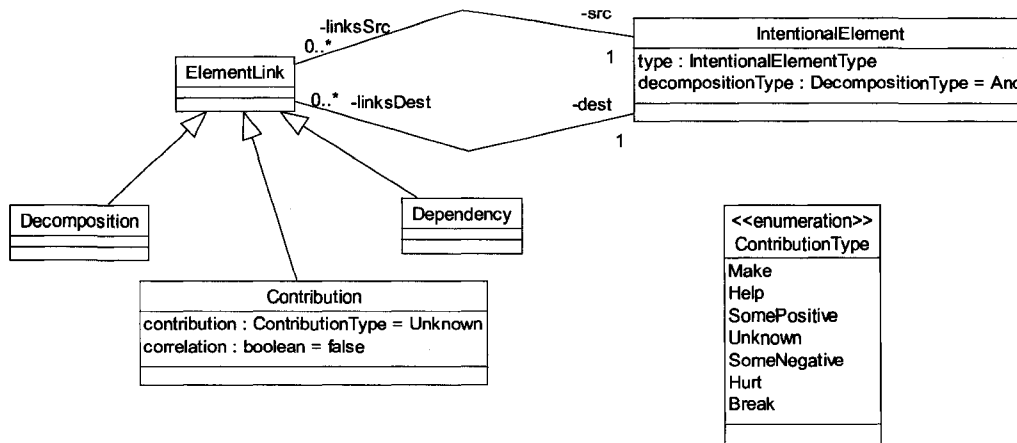 -linksSrc
-src
0..*
1
IntentionalElement
type : IntentionalElementType
decompositionType : DecompositionType = And
ElementLink
0..* -linksDest
-dest
1
Decomposition
Dependency
Contribution
contribution : ContributionType = Unknown
correlation : boolean = false
<<enumeration>>
ContributionType
Make
Help
SomePositive
Unknown
SomeNegative
Hurt
Break